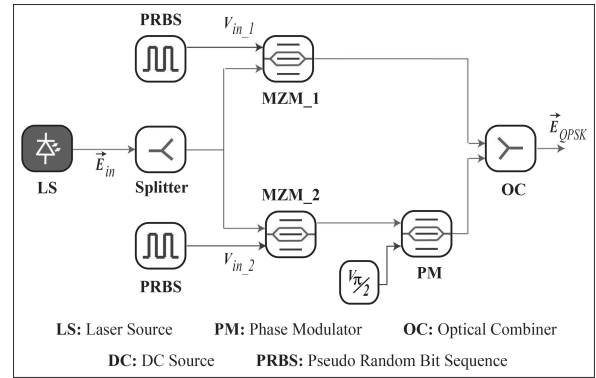 PRBS
V_in_1
MZM_1
E_in
LS
Splitter
MZM_2
E_QPSK
OC
V_in_2
PRBS
Vπ/2
PM
LS: Laser Source PM: Phase Modulator OC: Optical Combiner
DC: DC Source PRBS: Pseudo Random Bit Sequence